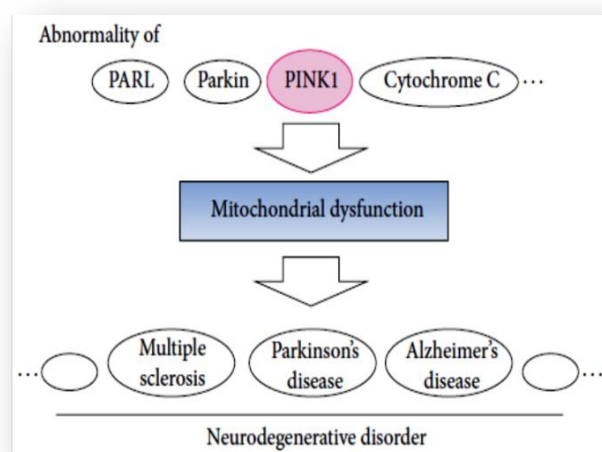 Abnormality of
PARL Parkin PINK1 Cytochrome C ...
Mitochondrial dysfunction
... Multiple sclerosis Parkinson's disease Alzheimer's disease ...
Neurodegenerative disorder